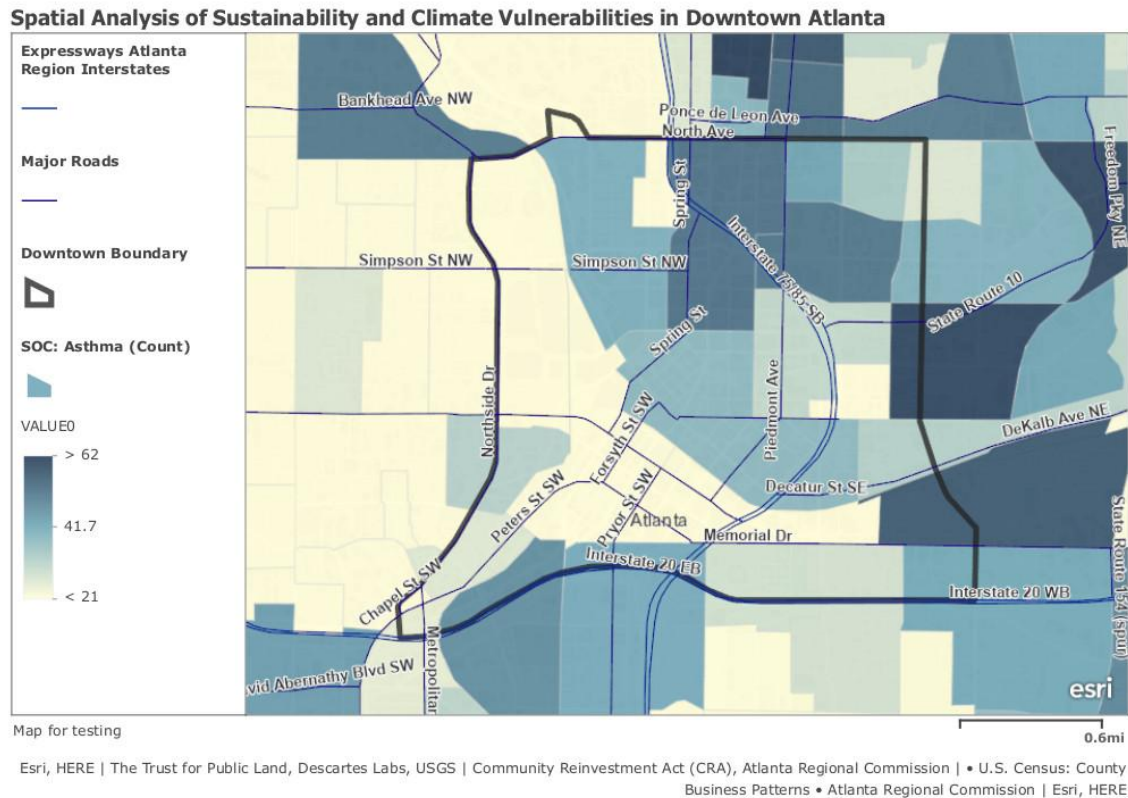 Spatial Analysis of Sustainability and Climate Vulnerabilities in Downtown Atlanta
Expressways Atlanta
Region Interstates
Major Roads
Downtown Boundary
SOC: Asthma (Count)
VALUE0
> 62
41.7
< 21
Bankhead Ave NW
Ponce de Leon Ave
North Ave
Freedom Pky NE
Spring St
Interstate 75/85 SB
Simpson St NW
Simpson St NW
State Route 10
Spring St
Northside Dr
Piedmont Ave
Forsyth St SW
DeKalb Ave NE
Peters St SW
Pryor St SW
Decatur St SE
Atlanta
Memorial Dr
State Route 154 (Spur)
Interstate 20 EB
Chapel St SW
Interstate 20 WB
Metropolitan
vid Abernathy Blvd SW
esri
Map for testing
0.6mi
Esri, HERE | The Trust for Public Land, Descartes Labs, USGS | Community Reinvestment Act (CRA), Atlanta Regional Commission | • U.S. Census: County
Business Patterns • Atlanta Regional Commission | Esri, HERE